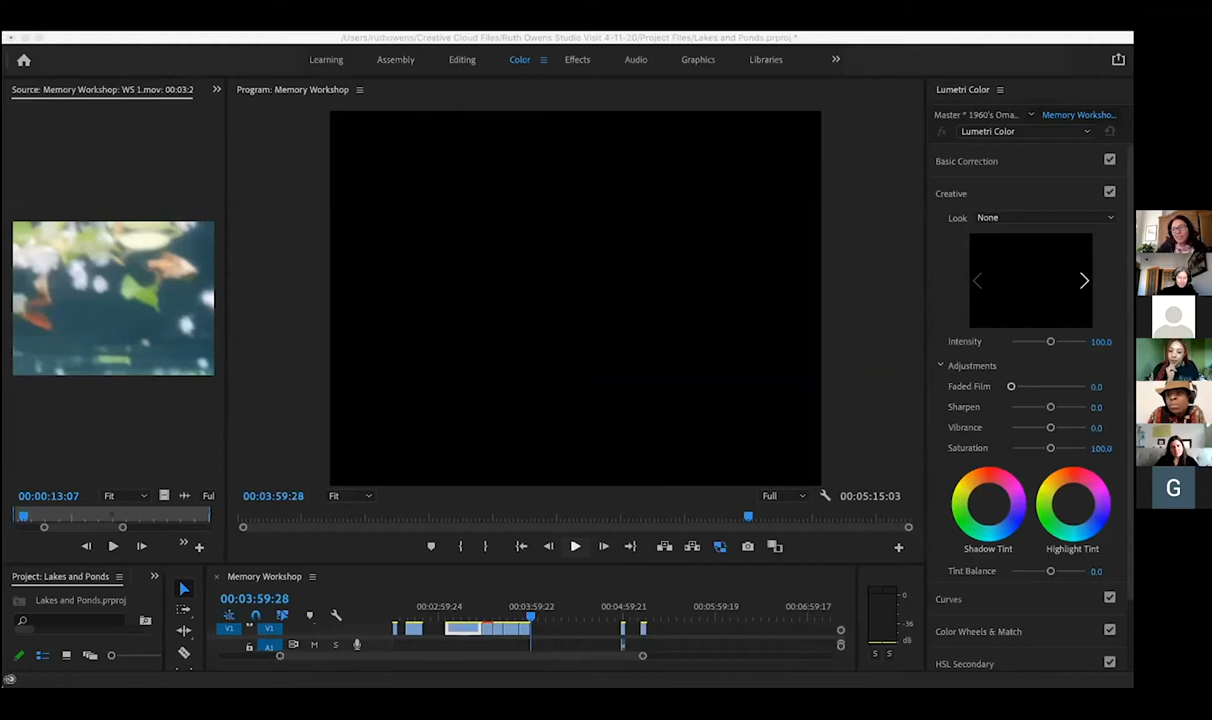 /Users/ruthowens/Creative Cloud Files/Ruth Owens Studio Visit 4-11-20/Project Files/Lakes and Ponds.prproj *
Learning Assembly Editing Color Effects Audio Graphics Libraries
Source: Memory Workshop: WS 1.mov: 00:03:2
Program: Memory Workshop
Lumetri Color
Master * 1960's Oma... Memory Worksho...
fx Lumetri Color
Basic Correction
Creative
Look None
Intensity 100.0
Adjustments
Faded Film 0.0
Sharpen 0.0
Vibrance 0.0
Saturation 100.0
Shadow Tint Highlight Tint
Tint Balance 0.0
Curves
Color Wheels & Match
HSL Secondary
00:00:13:07 Fit Ful
00:03:59:28 Fit Full 00:05:15:03
Project: Lakes and Ponds
Lakes and Ponds.prproj
Memory Workshop
00:03:59:28
00:02:59:24 00:03:59:22 00:04:59:21 00:05:59:19 00:06:59:17
V1 V1
A1 M S
0
-36
dB
S S
G